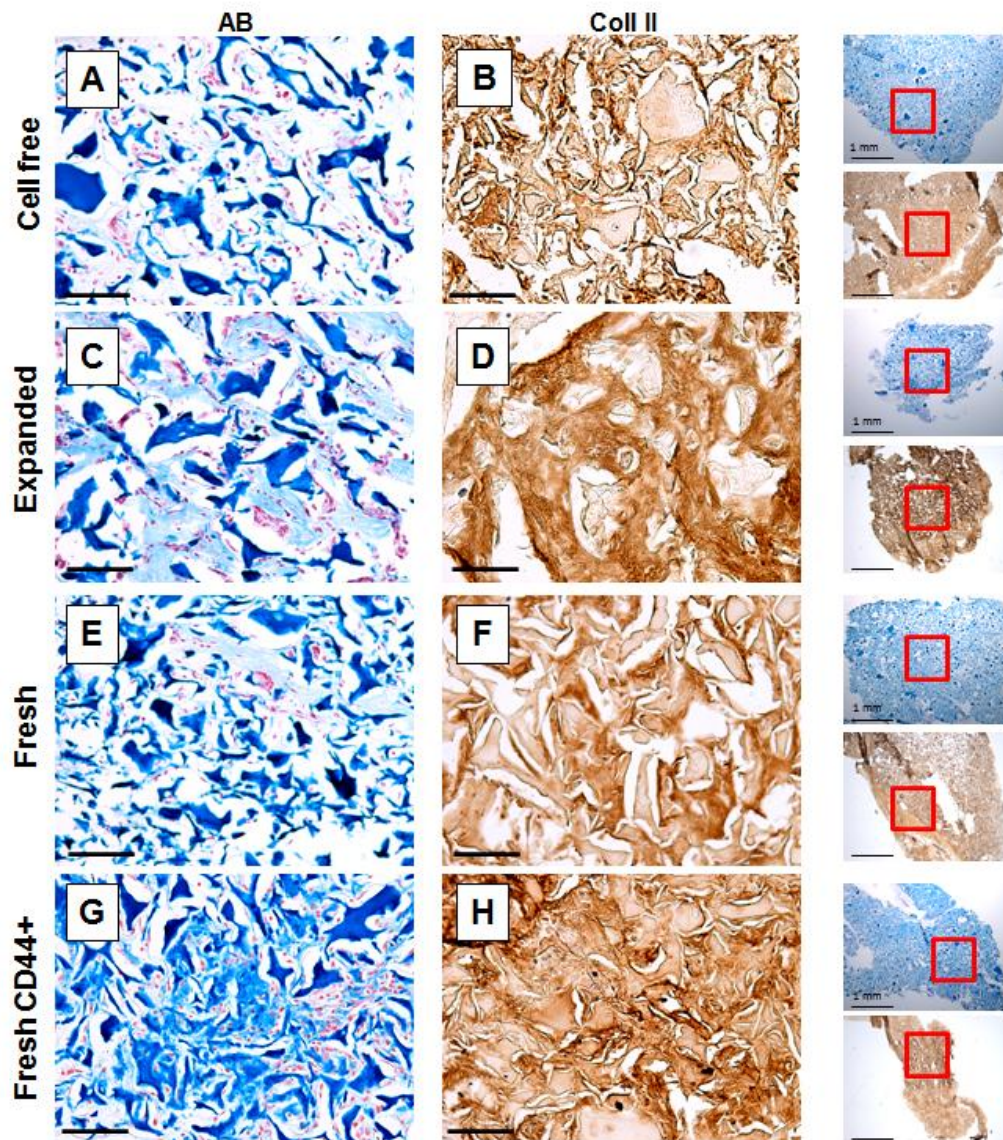 AB
Coll II
Cell free
A
B
1 mm
Expanded
C
D
1 mm
Fresh
E
F
1 mm
Fresh CD44+
G
H
1 mm